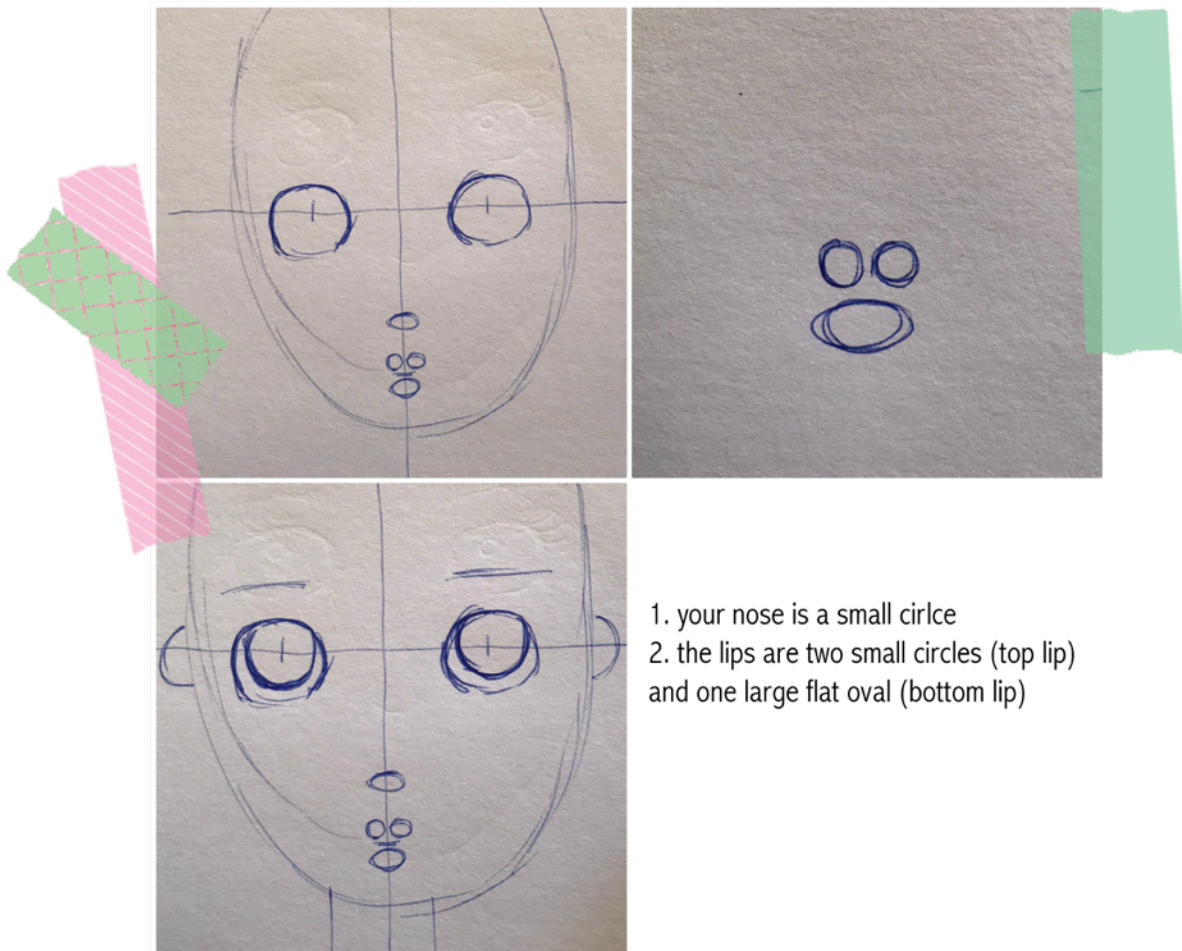 1. your nose is a small cirlce
2. the lips are two small circles (top lip)
and one large flat oval (bottom lip)